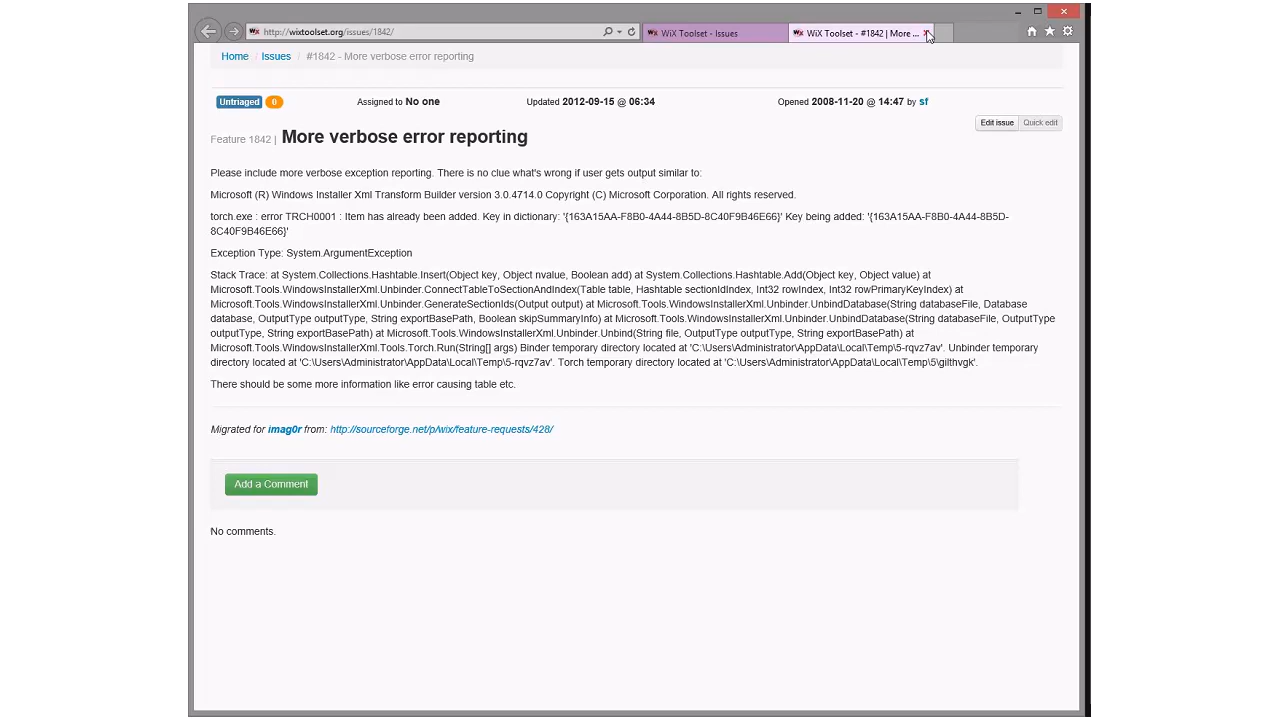 http://wixtoolset.org/issues/1842/
WiX Toolset - Issues
WiX Toolset - #1842 | More ...
Home / Issues / #1842 - More verbose error reporting
Untriaged 0 Assigned to No one Updated 2012-09-15 @ 06:34 Opened 2008-11-20 @ 14:47 by sf
Edit issue Quick edit
Feature 1842 | More verbose error reporting
Please include more verbose exception reporting. There is no clue what's wrong if user gets output similar to:
Microsoft (R) Windows Installer Xml Transform Builder version 3.0.4714.0 Copyright (C) Microsoft Corporation. All rights reserved.
torch.exe : error TRCH0001 : Item has already been added. Key in dictionary: '{163A15AA-F8B0-4A44-8B5D-8C40F9B46E66}' Key being added: '{163A15AA-F8B0-4A44-8B5D-
8C40F9B46E66}'
Exception Type: System.ArgumentException
Stack Trace: at System.Collections.Hashtable.Insert(Object key, Object nvalue, Boolean add) at System.Collections.Hashtable.Add(Object key, Object value) at
Microsoft.Tools.WindowsInstallerXml.Unbinder.ConnectTableToSectionAndIndex(Table table, Hashtable sectionIdIndex, Int32 rowIndex, Int32 rowPrimaryKeyIndex) at
Microsoft.Tools.WindowsInstallerXml.Unbinder.GenerateSectionIds(Output output) at Microsoft.Tools.WindowsInstallerXml.Unbinder.UnbindDatabase(String databaseFile, Database
database, OutputType outputType, String exportBasePath, Boolean skipSummaryInfo) at Microsoft.Tools.WindowsInstallerXml.Unbinder.UnbindDatabase(String databaseFile, OutputType
outputType, String exportBasePath) at Microsoft.Tools.WindowsInstallerXml.Unbinder.Unbind(String file, OutputType outputType, String exportBasePath) at
Microsoft.Tools.WindowsInstallerXml.Tools.Torch.Run(String[] args) Binder temporary directory located at 'C:\Users\Administrator\AppData\Local\Temp\5-rqvz7av'. Unbinder temporary
directory located at 'C:\Users\Administrator\AppData\Local\Temp\5-rqvz7av'. Torch temporary directory located at 'C:\Users\Administrator\AppData\Local\Temp\5\gilthvgk'.
There should be some more information like error causing table etc.
Migrated for imag0r from: http://sourceforge.net/p/wix/feature-requests/428/
Add a Comment
No comments.